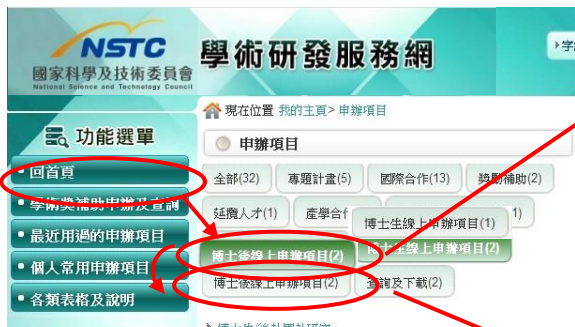 NSTC
國家科學及技術委員會
National Science and Technology Council
學術研發服務網
現在位置 我的主頁> 申辦項目
功能選單
申辦項目
回首頁
全部(32) 專題計畫(5) 國際合作(13) 獎勵補助(2)
學術獎補助申辦及查詢
延攬人才(1) 產學合 博士生線上申辦項目(1) 1)
最近用過的申辦項目
博士後線上申辦項目(2) 博士生線上申辦項目(2)
個人常用申辦項目
博士後線上申辦項目(2) 查詢及下載(2)
各類表格及說明